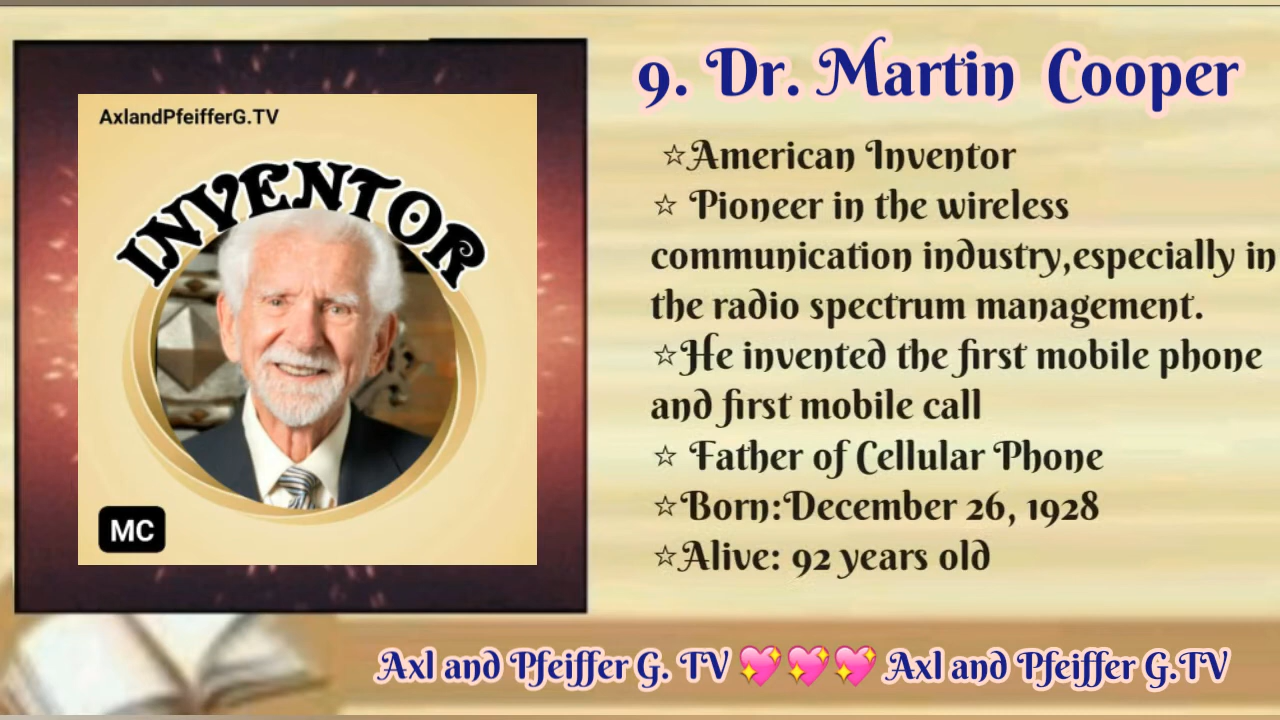 AxlandPfeifferG.TV
INVENTOR
MC
9. Dr. Martin Cooper
☆American Inventor
☆ Pioneer in the wireless
communication industry,especially in
the radio spectrum management.
☆He invented the first mobile phone
and first mobile call
☆ Father of Cellular Phone
☆Born:December 26, 1928
☆Alive: 92 years old
Axl and Pfeiffer G. TV 💖💖💖 Axl and Pfeiffer G.TV